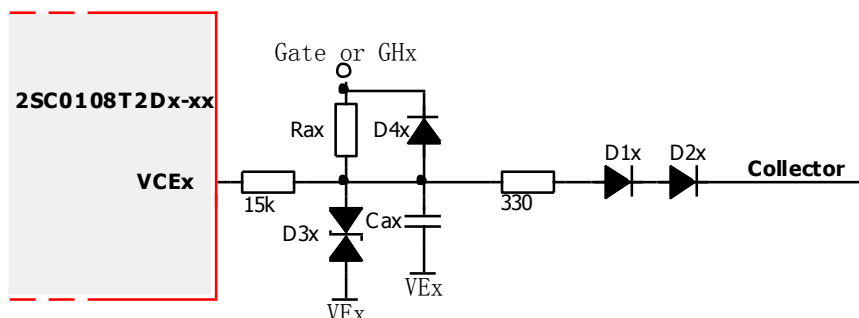 Gate or GHx
2SC0108T2Dx-xx
Rax
D4x
D1x
D2x
VCEx
Collector
15k
330
D3x
Cax
VEx
VEx